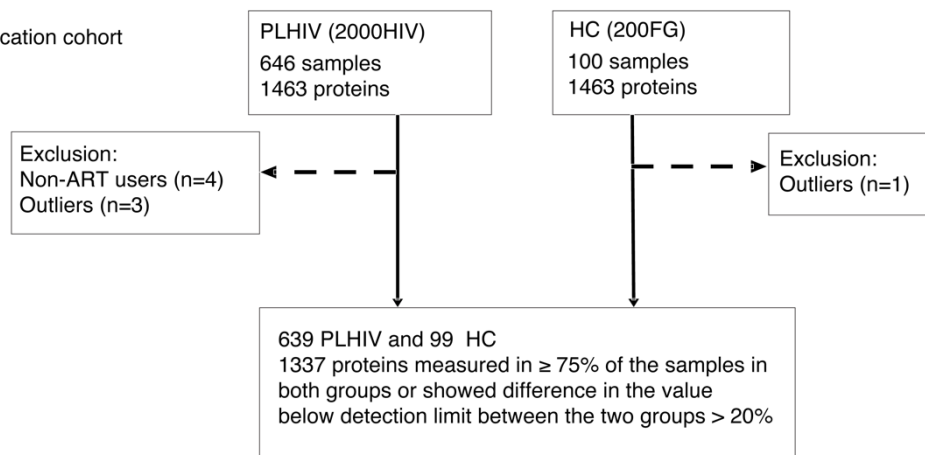 cation cohort
PLHIV (2000HIV)
646 samples
1463 proteins
HC (200FG)
100 samples
1463 proteins
Exclusion:
Non-ART users (n=4)
Outliers (n=3)
Exclusion:
Outliers (n=1)
639 PLHIV and 99 HC
1337 proteins measured in ≥ 75% of the samples in
both groups or showed difference in the value
below detection limit between the two groups > 20%